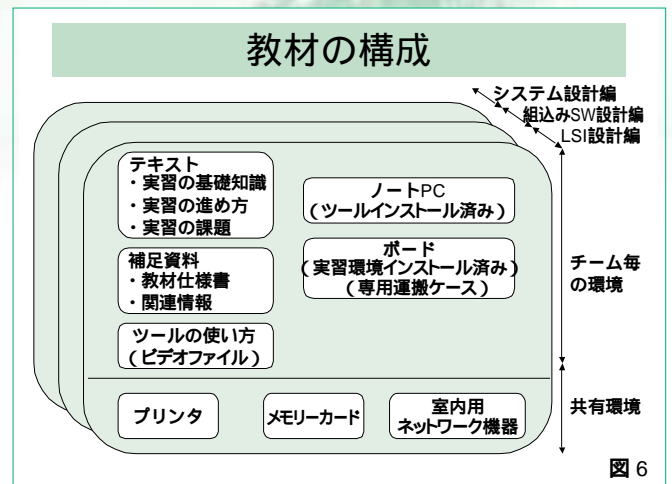 教材の構成
システム設計編
組込みSW設計編
LSI設計編
テキスト
・実習の基礎知識
・実習の進め方
・実習の課題
補足資料
・教材仕様書
・関連情報
ツールの使い方
(ビデオファイル)
ノートPC
(ツールインストール済み)
ボード
(実習環境インストール済み)
(専用運搬ケース)
チーム毎
の環境
プリンタ
メモリーカード
室内用
ネットワーク機器
共有環境
図6